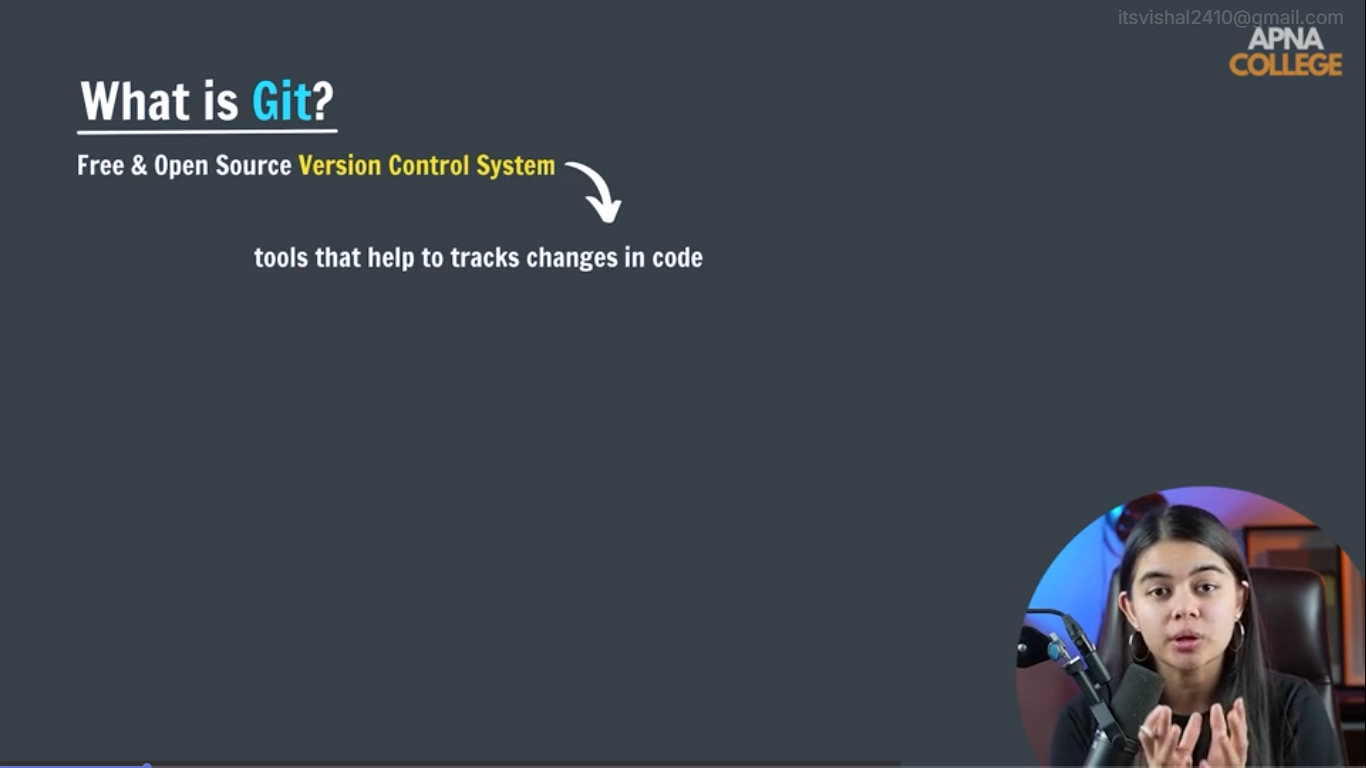 itsvishal2410@gmail.com
APNA
COLLEGE
What is Git?
Free & Open Source Version Control System
tools that help to tracks changes in code